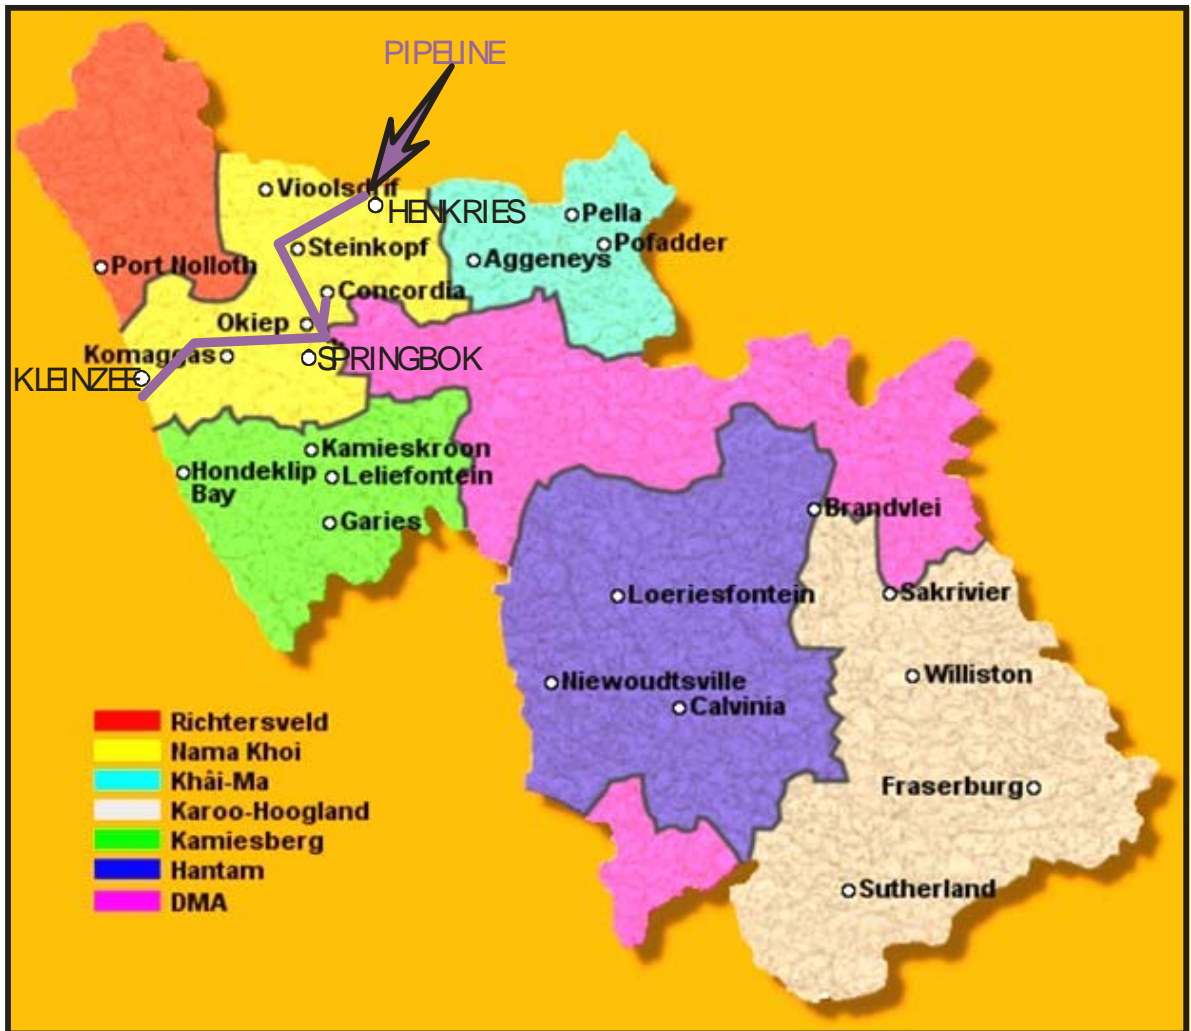 PIPELINE
Vioolsdrif
HENKRIES
Pella
Pofadder
Steinkopf
Aggeneys
Port Nolloth
Concordia
Okiep
Komaggas
SPRINGBOK
KLEINZEE
Kamieskroon
Hondeklip
Bay
Leliefontein
Garies
Brandvlei
Loeriesfontein
Sakrivier
Williston
Niewoudtsville
Calvinia
Fraserburg
Sutherland
Richtersveld
Nama Khoi
Khâi-Ma
Karoo-Hoogland
Kamiesberg
Hantam
DMA